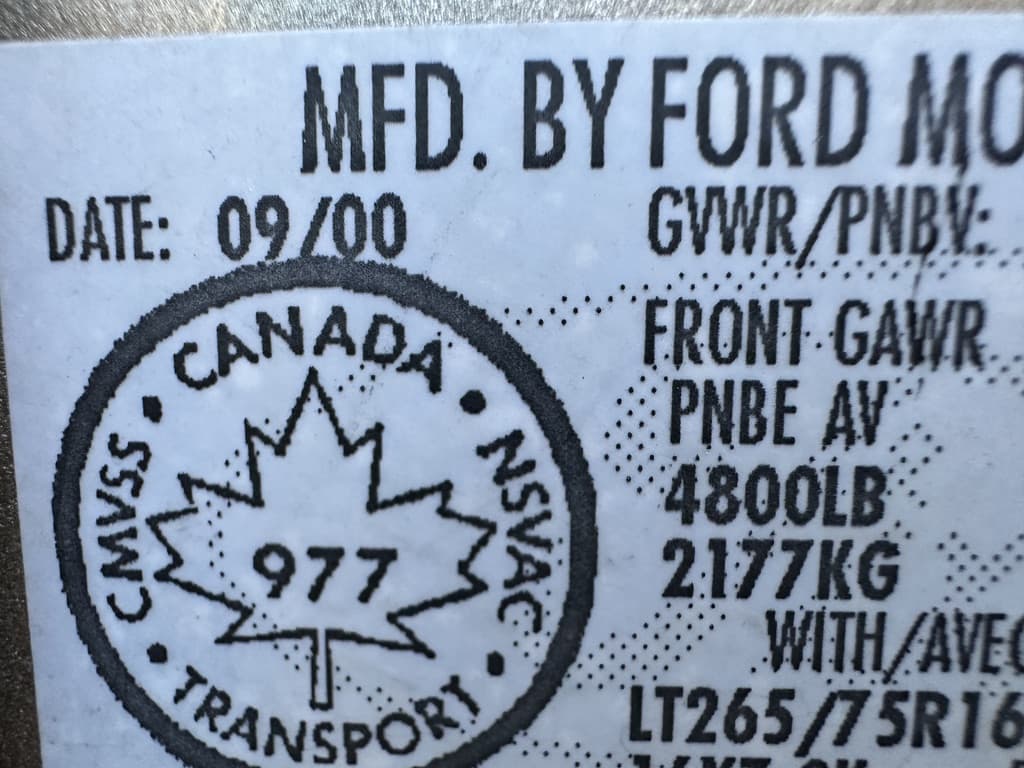 MFD. BY FORD MO
DATE: 09/00
GVWR/PNBV:
CANADA
CMVSS
NSVAC
977
TRANSPORT
FRONT GAWR
PNBE AV
4800LB
2177KG
WITH/AVEC
LT265/75R16